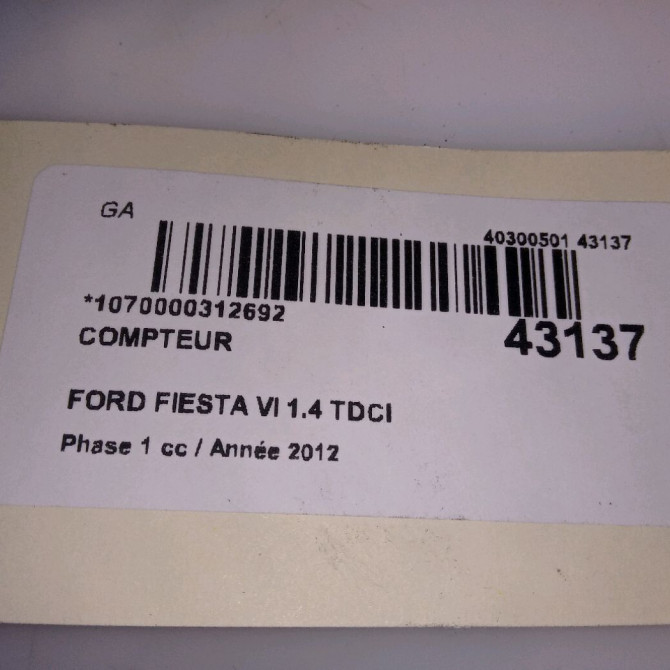 GA
40300501 43137
*1070000312692
43137
COMPTEUR
FORD FIESTA VI 1.4 TDCI
Phase 1 cc / Année 2012